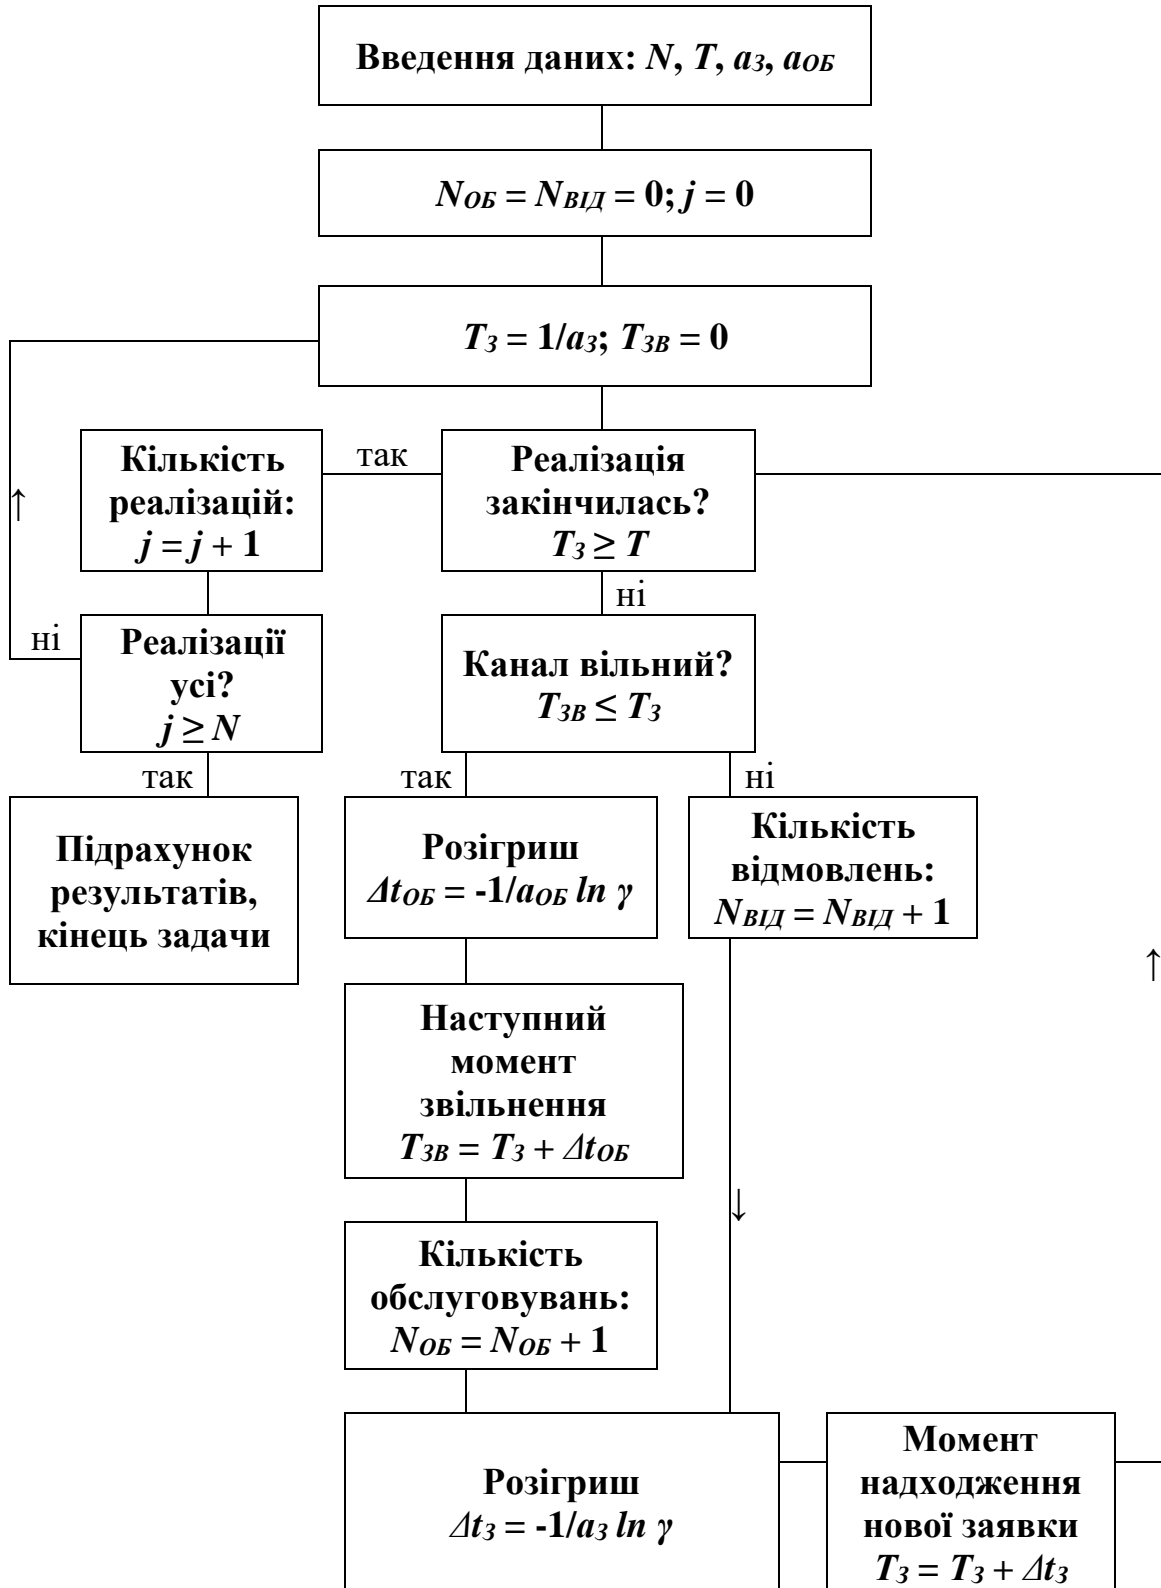 Введення даних: N, T, aЗ, aОБ
NОБ = NВІД = 0; j = 0
TЗ = 1/aЗ; TЗВ = 0
Кількість
реалізацій:
j = j + 1
так
Реалізація
закінчилась?
TЗ ≥ T
↑
ні
ні
Реалізації
усі?
j ≥ N
Канал вільний?
TЗВ ≤ TЗ
так
так
ні
Підрахунок
результатів,
кінець задачи
Розігриш
ΔtОБ = -1/aОБ ln γ
Кількість
відмовлень:
NВІД = NВІД + 1
↑
Наступний
момент
звільнення
TЗВ = TЗ + ΔtОБ
↓
Кількість
обслуговувань:
NОБ = NОБ + 1
Розігриш
ΔtЗ = -1/aЗ ln γ
Момент
надходження
нової заявки
TЗ = TЗ + ΔtЗ